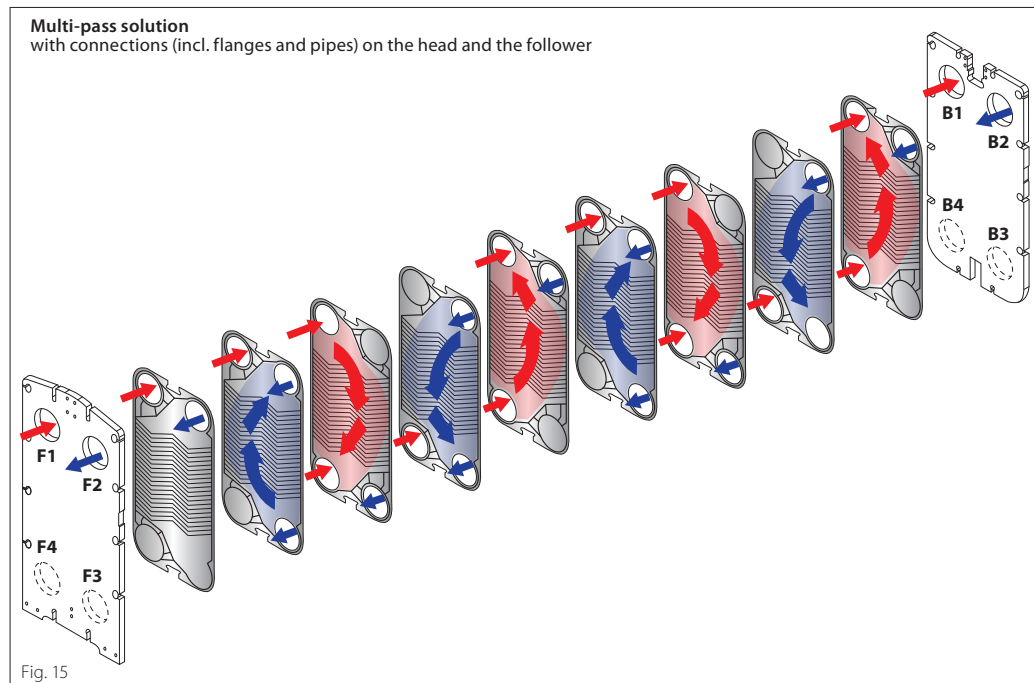 Multi-pass solution
with connections (incl. flanges and pipes) on the head and the follower
B1
B2
B4
B3
F1
F2
F4
F3
Fig. 15